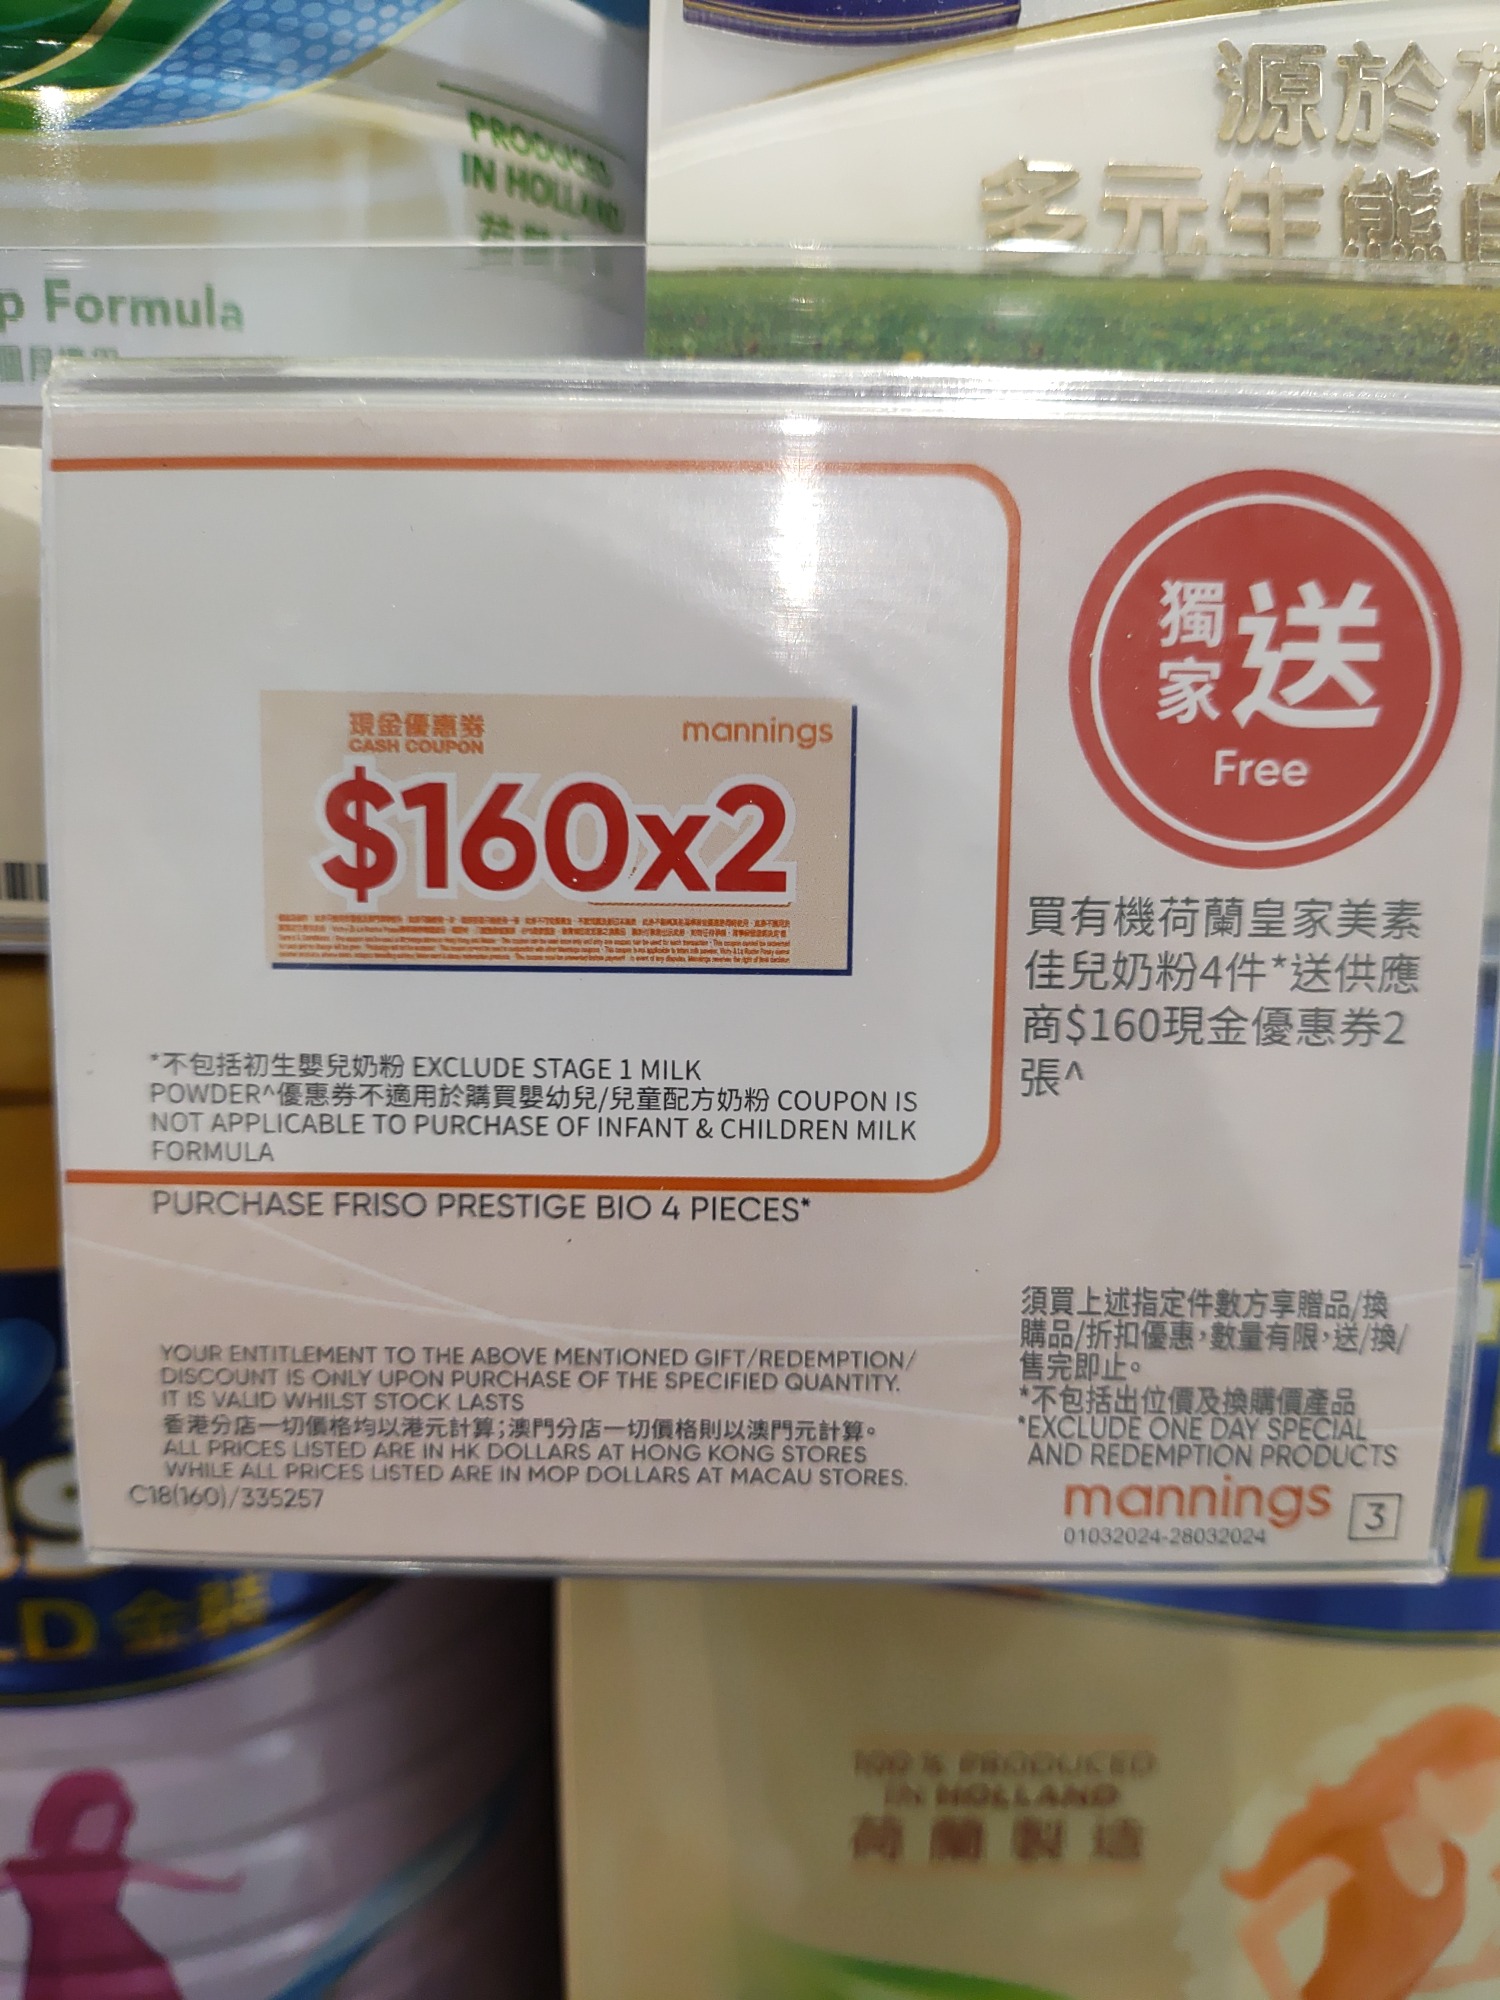 PRODUCED
IN HOLLAND
源於
多元生態
p Formula
獨家送
Free
現金優惠券
CASH COUPON
mannings
$160x2
買有機荷蘭皇家美素
佳兒奶粉4件*送供應
商$160現金優惠券2
張^
*不包括初生嬰兒奶粉 EXCLUDE STAGE 1 MILK
POWDER^優惠券不適用於購買嬰幼兒/兒童配方奶粉 COUPON IS
NOT APPLICABLE TO PURCHASE OF INFANT & CHILDREN MILK
FORMULA
PURCHASE FRISO PRESTIGE BIO 4 PIECES*
YOUR ENTITLEMENT TO THE ABOVE MENTIONED GIFT/REDEMPTION/
DISCOUNT IS ONLY UPON PURCHASE OF THE SPECIFIED QUANTITY.
IT IS VALID WHILST STOCK LASTS
香港分店一切價格均以港元計算;澳門分店一切價格則以澳門元計算。
ALL PRICES LISTED ARE IN HK DOLLARS AT HONG KONG STORES
WHILE ALL PRICES LISTED ARE IN MOP DOLLARS AT MACAU STORES.
C18(160)/335257
須買上述指定件數方享贈品/換
購品/折扣優惠,數量有限,送/換/
售完即止。
*不包括出位價及換購價產品
*EXCLUDE ONE DAY SPECIAL
AND REDEMPTION PRODUCTS
mannings
3
01032024-28032024
LD 金裝
100% PRODUCED
IN HOLLAND
荷蘭製造